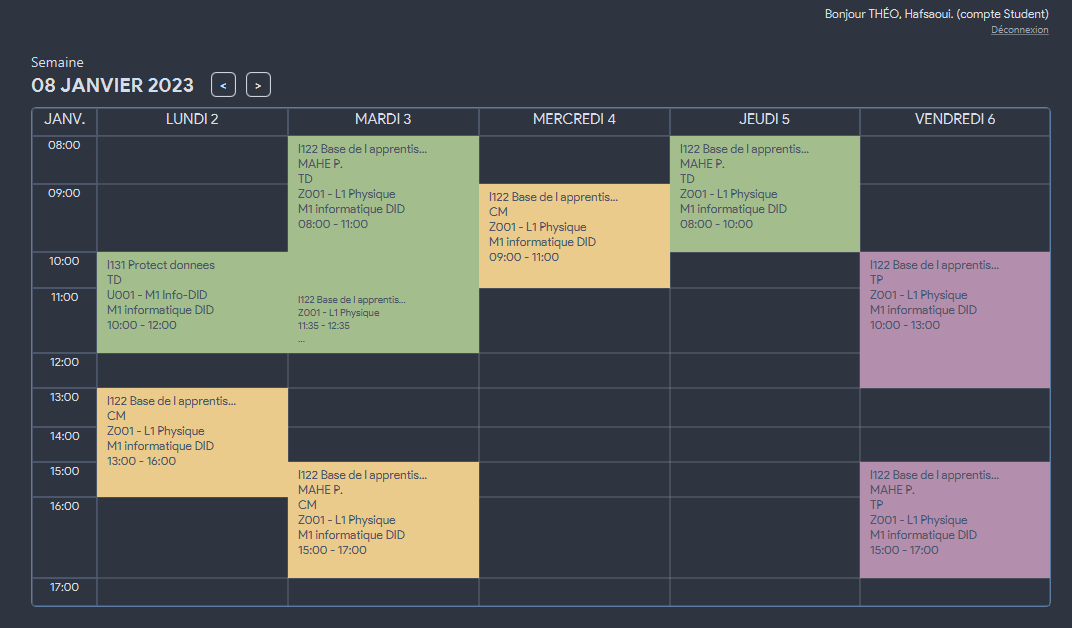 Bonjour THÉO, Hafsaoui. (compte Student)
Déconnexion
Semaine
08 JANVIER 2023
< >
JANV. LUNDI 2 MARDI 3 MERCREDI 4 JEUDI 5 VENDREDI 6
08:00
09:00
10:00
11:00
12:00
13:00
14:00
15:00
16:00
17:00
I131 Protect donnees
TD
U001 - M1 Info-DID
M1 informatique DID
10:00 - 12:00
I122 Base de l apprentis...
CM
Z001 - L1 Physique
M1 informatique DID
13:00 - 16:00
I122 Base de l apprentis...
MAHE P.
TD
Z001 - L1 Physique
M1 informatique DID
08:00 - 11:00
I122 Base de l apprentis...
Z001 - L1 Physique
11:35 - 12:35
...
I122 Base de l apprentis...
MAHE P.
CM
Z001 - L1 Physique
M1 informatique DID
15:00 - 17:00
I122 Base de l apprentis...
CM
Z001 - L1 Physique
M1 informatique DID
09:00 - 11:00
I122 Base de l apprentis...
MAHE P.
TD
Z001 - L1 Physique
M1 informatique DID
08:00 - 10:00
I122 Base de l apprentis...
TP
Z001 - L1 Physique
M1 informatique DID
10:00 - 13:00
I122 Base de l apprentis...
MAHE P.
TP
Z001 - L1 Physique
M1 informatique DID
15:00 - 17:00